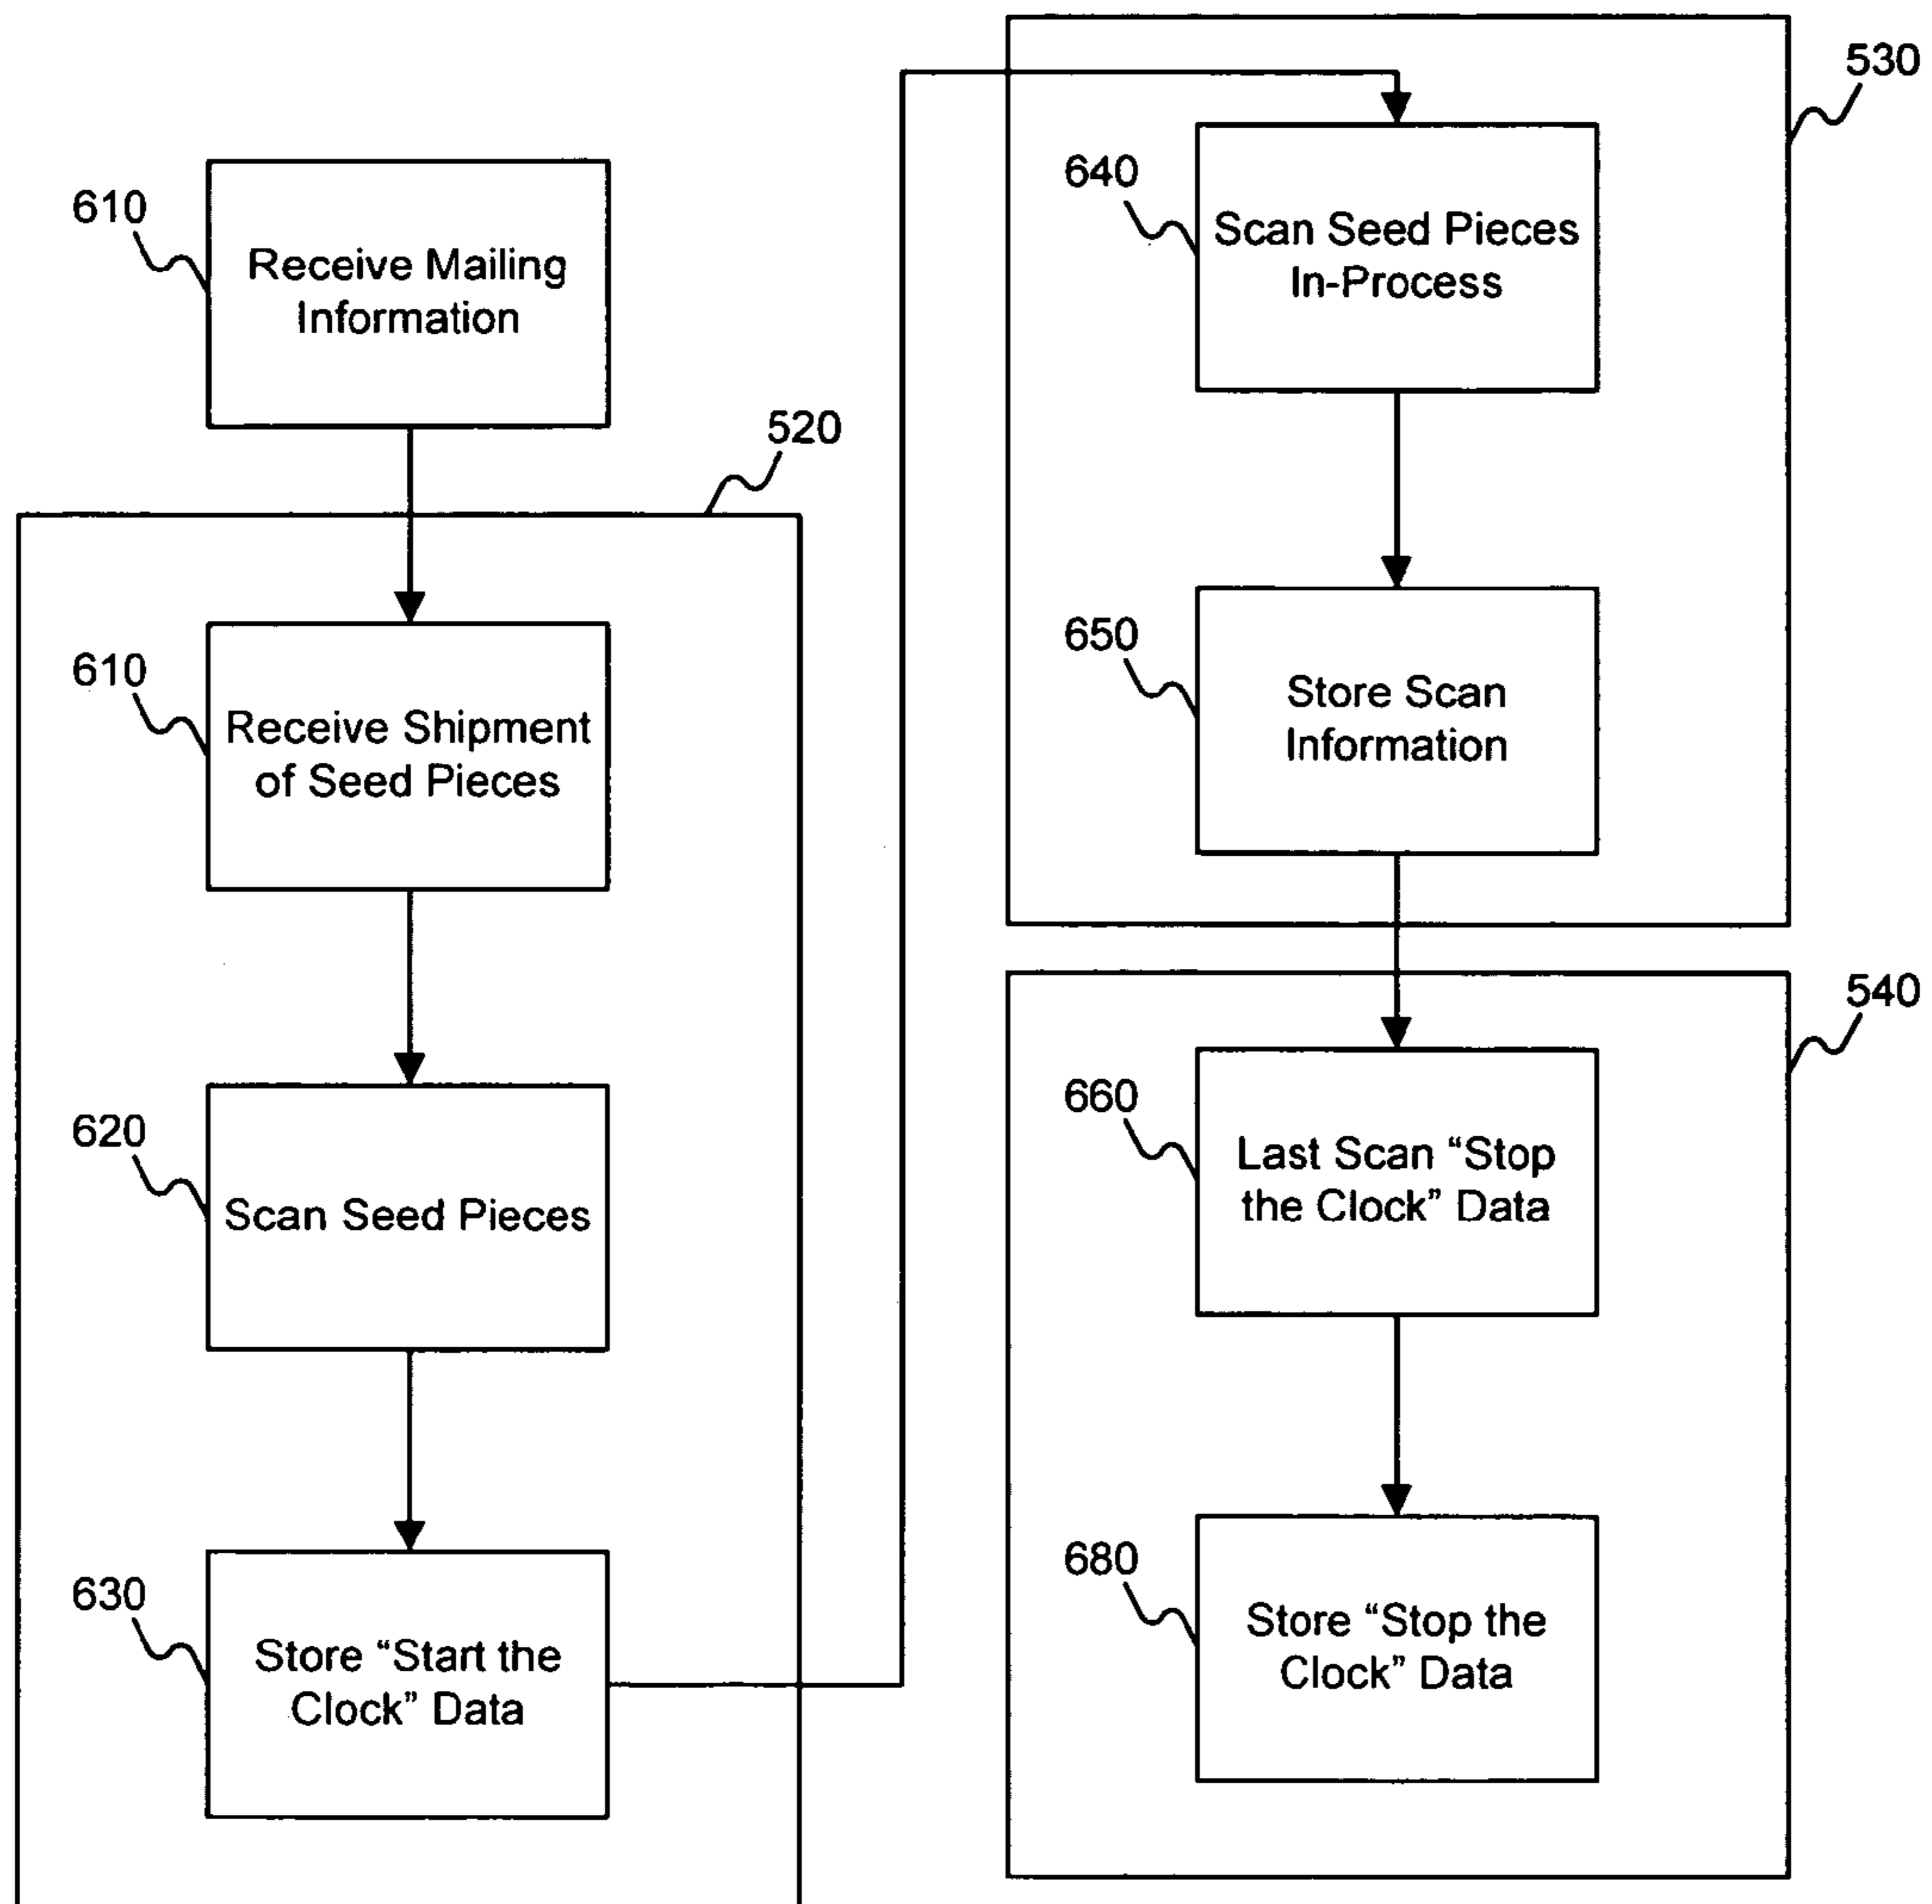 610
Receive Mailing
Information
520
610
Receive Shipment
of Seed Pieces
620
Scan Seed Pieces
630
Store “Start the
Clock” Data
530
640
Scan Seed Pieces
In-Process
650
Store Scan
Information
540
660
Last Scan “Stop
the Clock” Data
680
Store “Stop the
Clock” Data